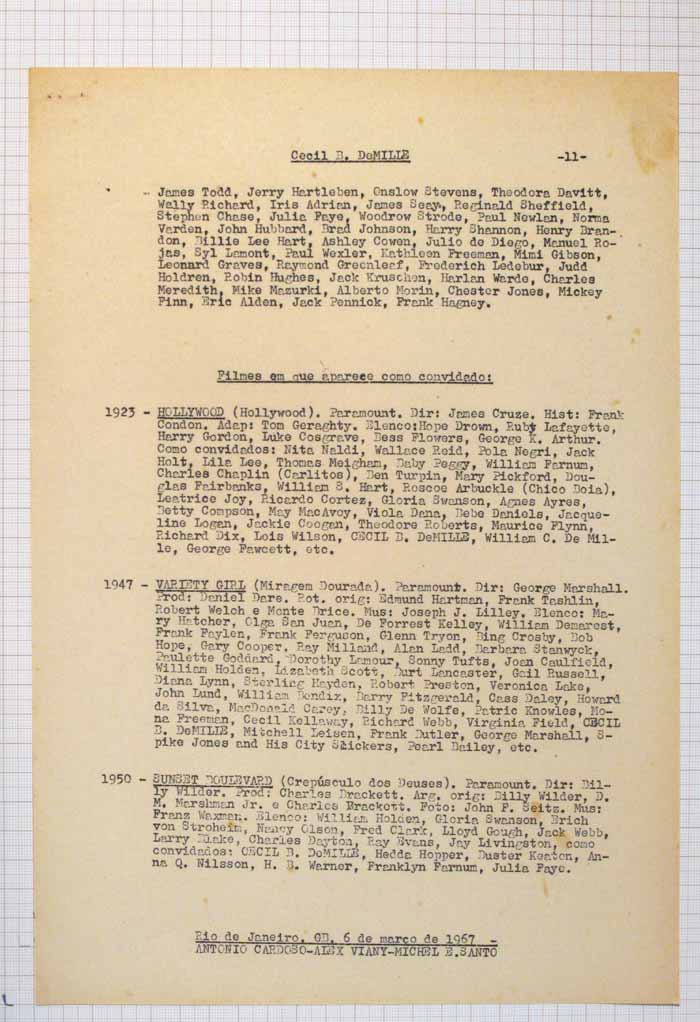 Cecil B. DeMILLE -11-
James Todd, Jerry Hartleben, Onslow Stevens, Theodora Davitt,
Wally Richard, Iris Adrian, James Seay, Reginald Sheffield,
Stephen Chase, Julia Faye, Woodrow Strode, Paul Newlan, Norma
Varden, John Hubbard, Brad Johnson, Harry Shannon, Henry Bran-
don, Billie Lee Hart, Ashley Cowen, Julio de Diego, Manuel Ro-
jas, Syl Lamont, Paul Wexler, Kathleen Freeman, Mimi Gibson,
Leonard Graves, Raymond Greenleaf, Frederich Ledebur, Judd
Holdren, Robin Hughes, Jack Kruschen, Harlan Warde, Charles
Meredith, Mike Mazurki, Alberto Morin, Chester Jones, Mickey
Finn, Eric Alden, Jack Pennick, Frank Hagney.
Filmes em que aparece como convidado:
1923 - HOLLYWOOD (Hollywood). Paramount. Dir: James Cruze. Hist: Frank
Condon. Adap: Tom Geraghty. Elenco:Hope Drown, Ruby Lafayette,
Harry Gordon, Luke Cosgrave, Bess Flowers, George K. Arthur.
Como convidados: Nita Naldi, Wallace Reid, Pola Negri, Jack
Holt, Lila Lee, Thomas Meigham, Baby Peggy, William Farnum,
Charles Chaplin (Carlitos), Ben Turpin, Mary Pickford, Dou-
glas Fairbanks, William S. Hart, Roscoe Arbuckle (Chico Boia),
Leatrice Joy, Ricardo Cortez, Gloria Swanson, Agnes Ayres,
Betty Compson, May MacAvoy, Viola Dana, Bebe Daniels, Jacque-
line Logan, Jackie Coogan, Theodore Roberts, Maurice Flynn,
Richard Dix, Lois Wilson, CECIL B. DeMILLE, William C. De Mil-
le, George Fawcett, etc.
1947 - VARIETY GIRL (Miragem Dourada). Paramount. Dir: George Marshall.
Prod: Daniel Dare. Rot. orig: Edmund Hartman, Frank Tashlin,
Robert Welch e Monte Brice. Mus: Joseph J. Lilley. Elenco: Ma-
ry Hatcher, Olga San Juan, De Forrest Kelley, William Demarest,
Frank Faylen, Frank Ferguson, Glenn Tryon, Bing Crosby, Bob
Hope, Gary Cooper, Ray Milland, Alan Ladd, Barbara Stanwyck,
Paulette Goddard, Dorothy Lamour, Sonny Tufts, Joan Caulfield,
William Holden, Lizabeth Scott, Burt Lancaster, Gail Russell,
Diana Lynn, Sterling Hayden, Robert Preston, Veronica Lake,
John Lund, William Bendix, Barry Fitzgerald, Cass Daley, Howard
da Silva, MacDonald Carey, Billy De Wolfe, Patric Knowles, Mo-
na Freeman, Cecil Kellaway, Richard Webb, Virginia Field, CECIL
B. DeMILLE, Mitchell Leisen, Frank Butler, George Marshall, S-
pike Jones and His City Slickers, Pearl Bailey, etc.
1950 - SUNSET BOULEVARD (Crepúsculo dos Deuses). Paramount. Dir: Bil-
ly Wilder. Prod: Charles Brackett. Arg. orig: Billy Wilder, D.
M. Marshman Jr. e Charles Brackett. Foto: John F. Seitz. Mus:
Franz Waxman. Elenco: William Holden, Gloria Swanson, Erich
von Stroheim, Nancy Olson, Fred Clark, Lloyd Gough, Jack Webb,
Larry Blake, Charles Dayton, Ray Evans, Jay Livingston, como
convidados: CECIL B. DeMILLE, Hedda Hopper, Buster Keaton, An-
na Q. Nilsson, H. B. Warner, Franklyn Farnum, Julia Faye.
Rio de Janeiro, GB, 6 de março de 1967 -
ANTONIO CARDOSO-ALEX VIANY-MICHEL E.SANTO